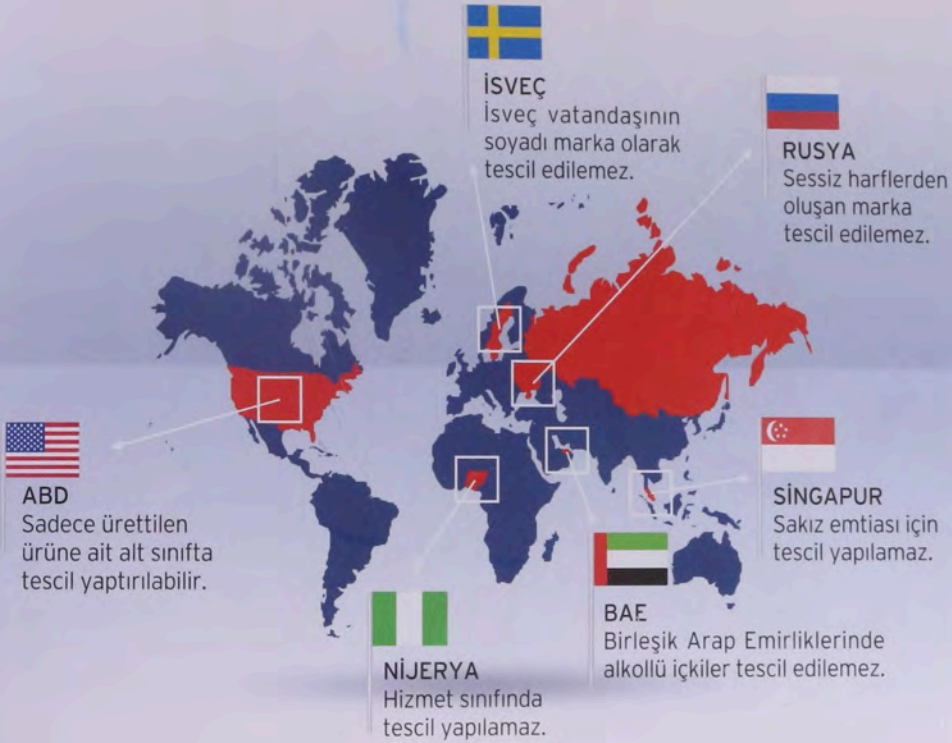 İSVEÇ
İsveç vatandaşının
soyadı marka olarak
tescil edilemez.
RUSYA
Sessiz harflerden
oluşan marka
tescil edilemez.
ABD
Sadece ürettilen
ürüne ait alt sınıfta
tescil yaptırılabilir.
SİNGAPUR
Sakız emtiası için
tescil yapılamaz.
BAE
Birleşik Arap Emirliklerinde
alkollü içkiler tescil edilemez.
NİJERYA
Hizmet sınıfında
tescil yapılamaz.